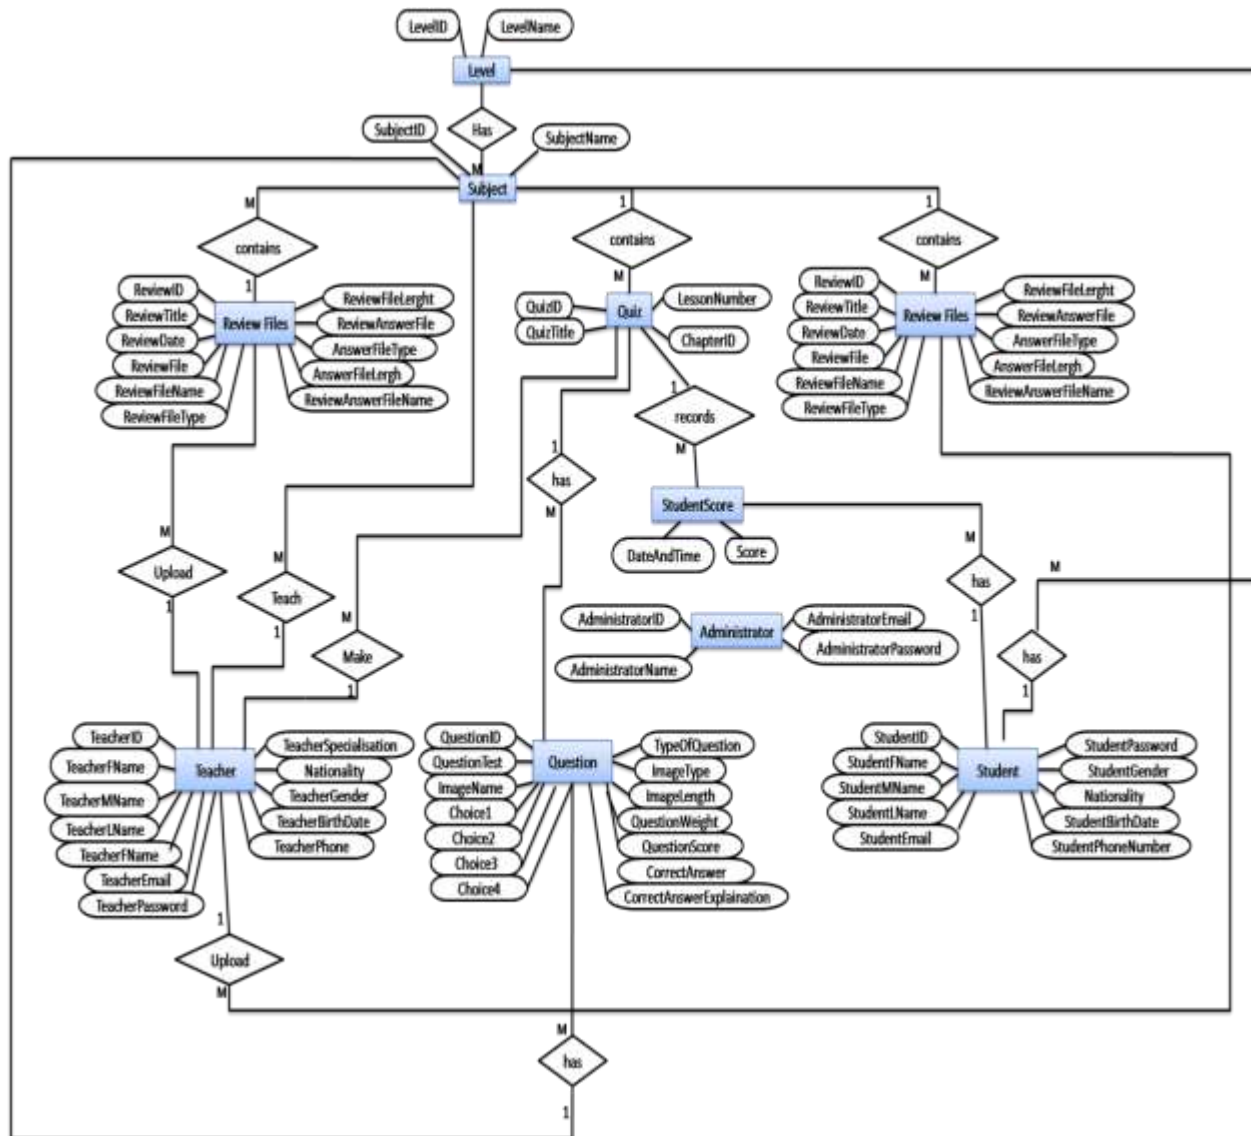 LevelID
LevelName
Level
Has
SubjectID
SubjectName
M
Subject
M
1
1
contains
contains
contains
1
M
M
ReviewID
ReviewTitle
ReviewDate
ReviewFile
ReviewFileName
ReviewFileType
Review Files
ReviewFileLerght
ReviewAnswerFile
AnswerFileType
AnswerFileLergh
ReviewAnswerFileName
QuizID
QuizTitle
Quiz
LessonNumber
ChapterID
ReviewID
ReviewTitle
ReviewDate
ReviewFile
ReviewFileName
ReviewFileType
Review Files
ReviewFileLerght
ReviewAnswerFile
AnswerFileType
AnswerFileLergh
ReviewAnswerFileName
1
records
M
1
has
M
StudentScore
DateAndTime
Score
M
Upload
1
M
Teach
1
M
Make
1
M
has
1
M
has
1
AdministratorID
AdministratorName
Administrator
AdministratorEmail
AdministratorPassword
TeacherID
TeacherFName
TeacherMName
TeacherLName
TeacherFName
TeacherEmail
TeacherPassword
Teacher
TeacherSpecialisation
Nationality
TeacherGender
TeacherBirthDate
TeacherPhone
QuestionID
QuestionTest
ImageName
Choice1
Choice2
Choice3
Choice4
Question
TypeOfQuestion
ImageType
ImageLength
QuestionWeight
QuestionScore
CorrectAnswer
CorrectAnswerExplaination
StudentID
StudentFName
StudentMName
StudentLName
StudentEmail
Student
StudentPassword
StudentGender
Nationality
StudentBirthDate
StudentPhoneNumber
1
Upload
M
M
has
1